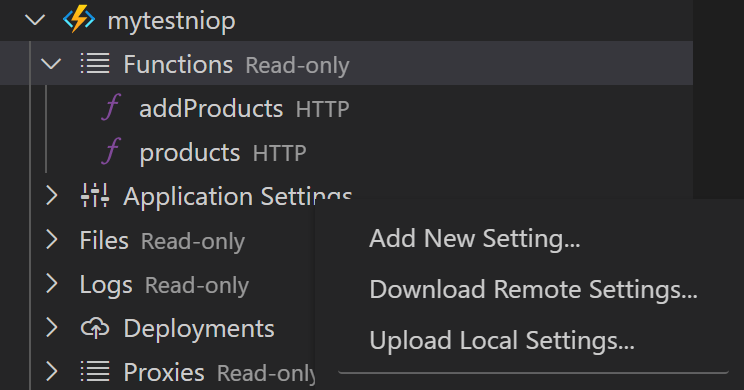 mytestniop
Functions Read-only
addProducts HTTP
products HTTP
Application Settings
Files Read-only
Logs Read-only
Deployments
Proxies Read-only
Add New Setting...
Download Remote Settings...
Upload Local Settings...